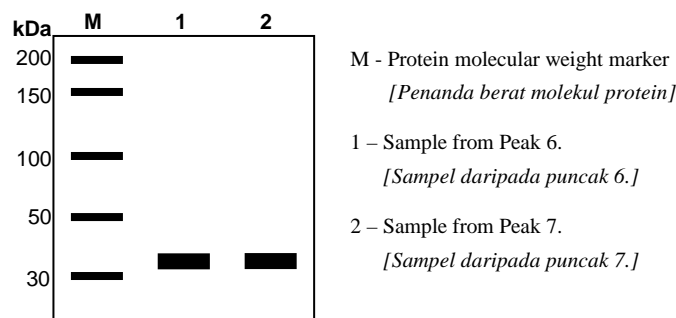 kDa M 1 2
200
150
100
50
30
M - Protein molecular weight marker
[Penanda berat molekul protein]
1 – Sample from Peak 6.
[Sampel daripada puncak 6.]
2 – Sample from Peak 7.
[Sampel daripada puncak 7.]